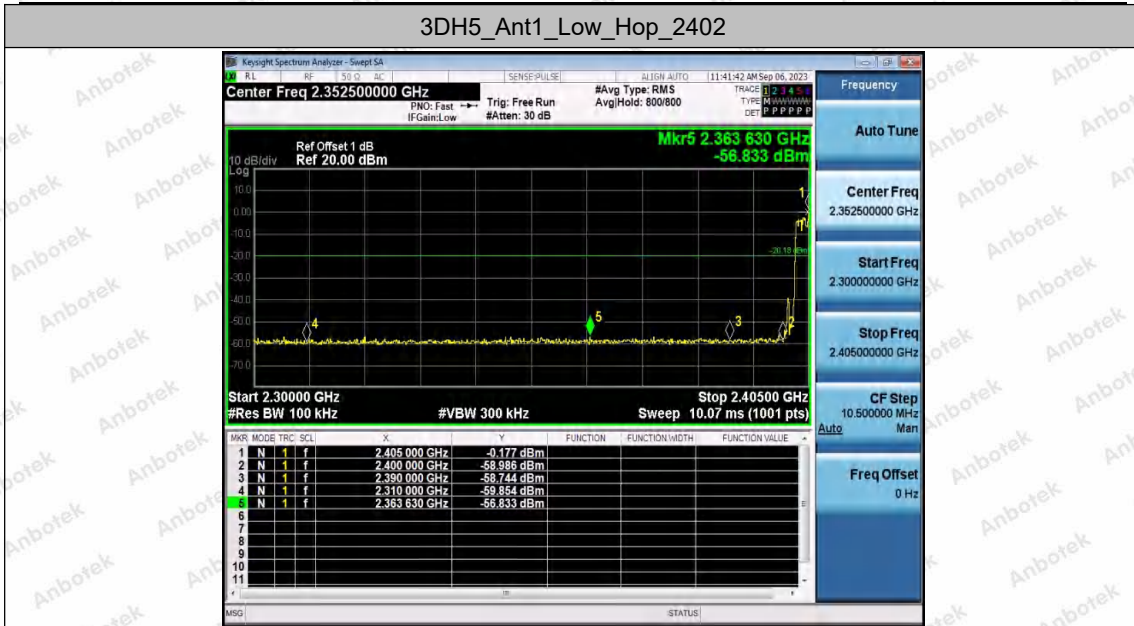 3DH5_Ant1_Low_Hop_2402
Keysight Spectrum Analyzer - Swept SA
RL RF 50 Ω AC SENSE:PULSE ALIGN AUTO 11:41:42 AM Sep 06, 2023
Center Freq 2.352500000 GHz
PNO: Fast
IFGain:Low
Trig: Free Run
#Atten: 30 dB
#Avg Type: RMS
Avg|Hold: 800/800
TRACE 1 2 3 4 5 6
TYPE M WWWWW
DET P P P P P P
Frequency
Auto Tune
Mkr5 2.363 630 GHz
-56.833 dBm
Ref Offset 1 dB
10 dB/div Ref 20.00 dBm
Log
10.0
0.00
-10.0
-20.0
-30.0
-40.0
-50.0
-60.0
-70.0
1
-20.18 dBm
4
5
3
2
Center Freq
2.352500000 GHz
Start Freq
2.300000000 GHz
Stop Freq
2.405000000 GHz
CF Step
10.500000 MHz
Auto Man
Freq Offset
0 Hz
Start 2.30000 GHz Stop 2.40500 GHz
#Res BW 100 kHz #VBW 300 kHz Sweep 10.07 ms (1001 pts)
MKR MODE TRC SCL X Y FUNCTION FUNCTION WIDTH FUNCTION VALUE
1 N 1 f 2.405 000 GHz -0.177 dBm
2 N 1 f 2.400 000 GHz -58.986 dBm
3 N 1 f 2.390 000 GHz -58.744 dBm
4 N 1 f 2.310 000 GHz -59.854 dBm
5 N 1 f 2.363 630 GHz -56.833 dBm
6
7
8
9
10
11
MSG STATUS
Anbotek